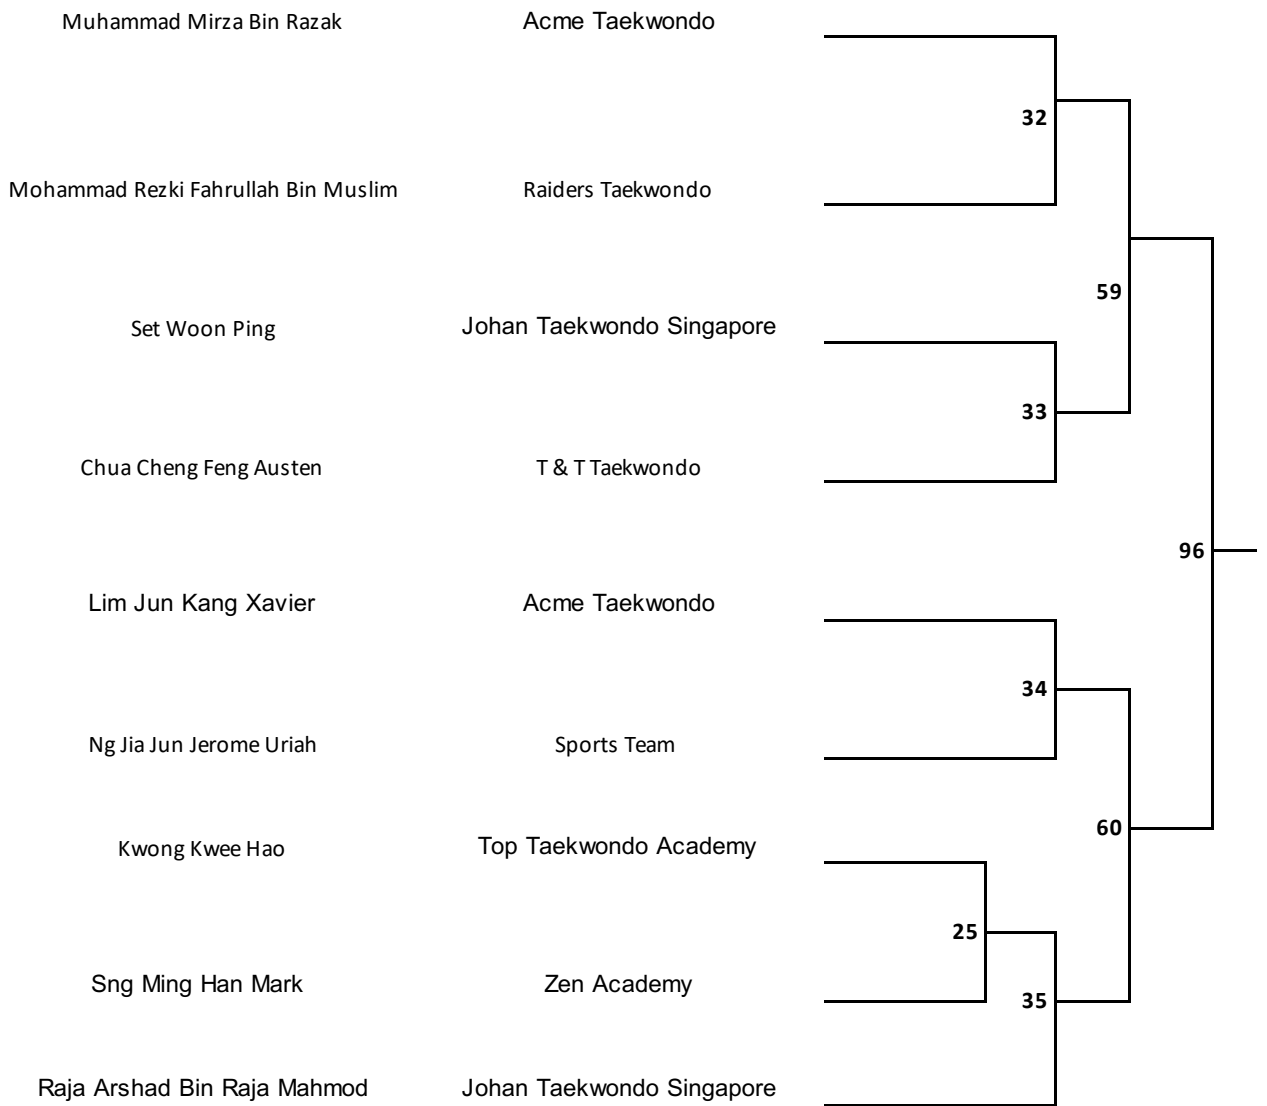 Muhammad Mirza Bin Razak Acme Taekwondo
32
Mohammad Rezki Fahrullah Bin Muslim Raiders Taekwondo
59
Set Woon Ping Johan Taekwondo Singapore
33
Chua Cheng Feng Austen T & T Taekwondo
96
Lim Jun Kang Xavier Acme Taekwondo
34
Ng Jia Jun Jerome Uriah Sports Team
60
Kwong Kwee Hao Top Taekwondo Academy
25
Sng Ming Han Mark Zen Academy
35
Raja Arshad Bin Raja Mahmod Johan Taekwondo Singapore